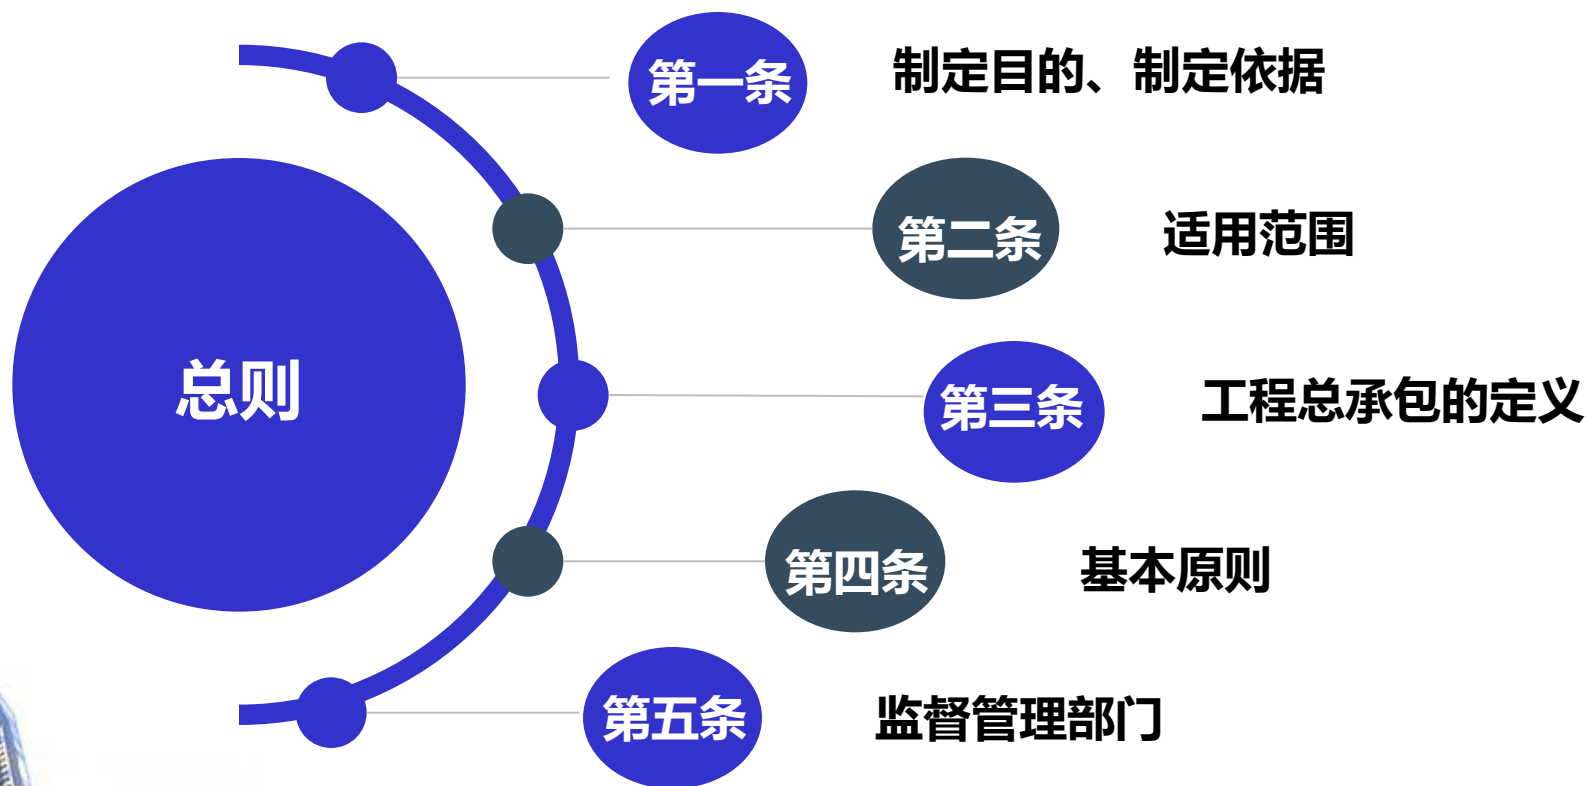 总则
第一条
制定目的、制定依据
第二条
适用范围
第三条
工程总承包的定义
第四条
基本原则
第五条
监督管理部门